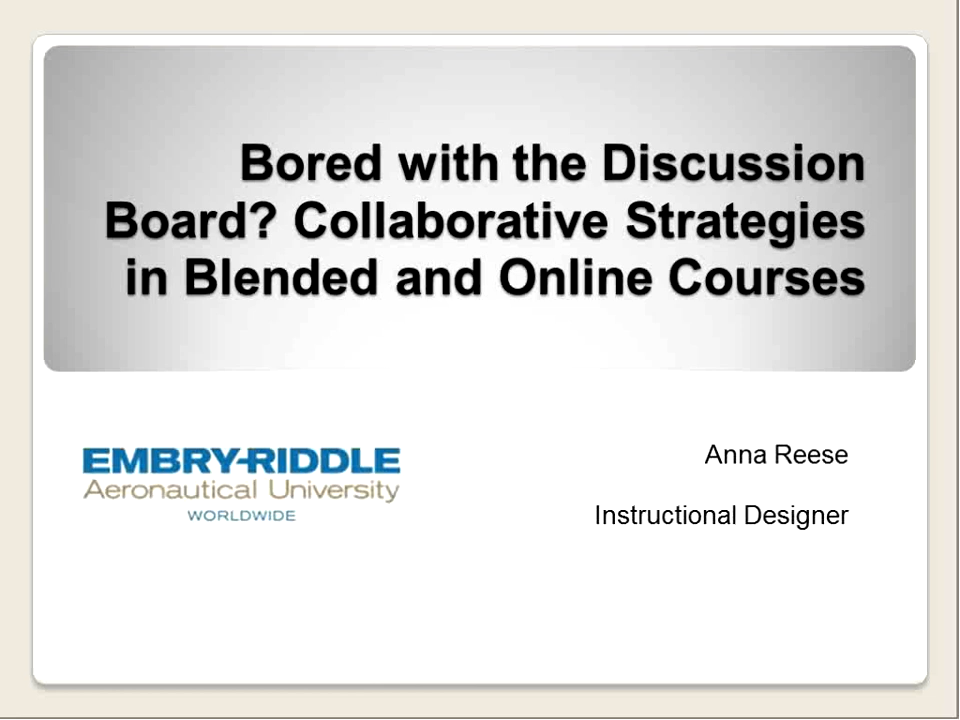 Bored with the Discussion
Board? Collaborative Strategies
in Blended and Online Courses
EMBRY-RIDDLE
Aeronautical University
WORLDWIDE
Anna Reese
Instructional Designer